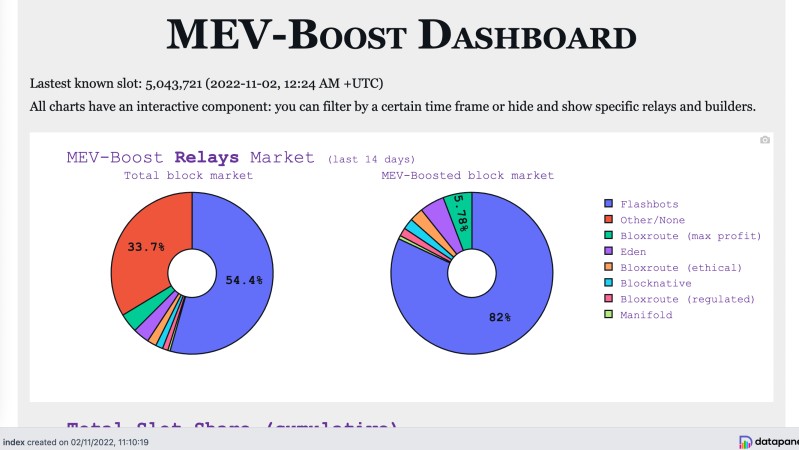 MEV-Boost Dashboard
Lastest known slot: 5,043,721 (2022-11-02, 12:24 AM +UTC)
All charts have an interactive component: you can filter by a certain time frame or hide and show specific relays and builders.
MEV-Boost Relays Market (last 14 days)
Total block market
MEV-Boosted block market
33.7%
54.4%
5.78%
82%
Flashbots
Other/None
Bloxroute (max profit)
Eden
Bloxroute (ethical)
Blocknative
Bloxroute (regulated)
Manifold
Total Slot Share (cumulative)
index created on 02/11/2022, 11:10:19
datapane